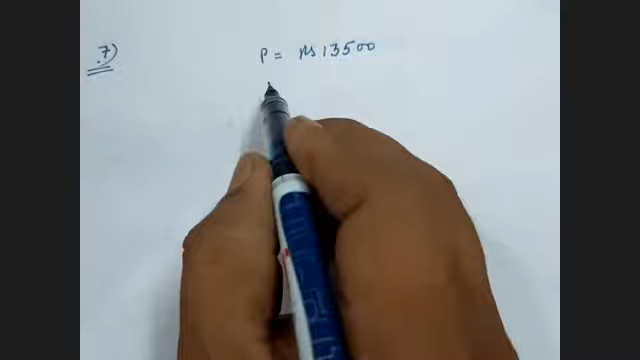 .7)
P = Rs 13500